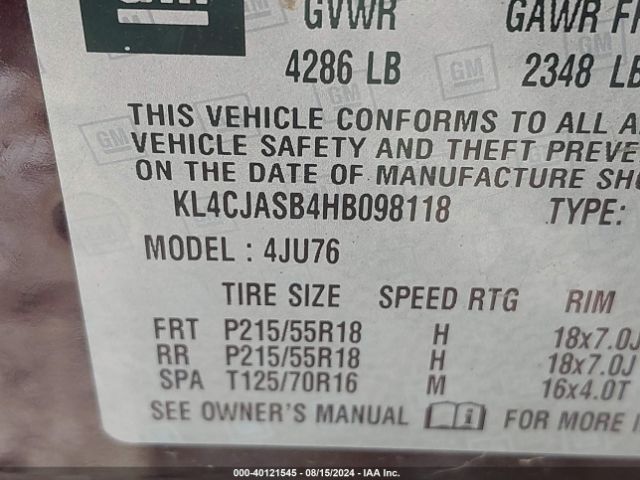 GM
GVWR GAWR
4286 LB 2348 LB
THIS VEHICLE CONFORMS TO ALL
VEHICLE SAFETY AND THEFT PREVE
ON THE DATE OF MANUFACTURE SHO
KL4CJASB4HB098118 TYPE:
MODEL : 4JU76
TIRE SIZE SPEED RTG RIM
FRT P215/55R18 H 18x7.0J
RR P215/55R18 H 18x7.0J
SPA T125/70R16 M 16x4.0T
SEE OWNER'S MANUAL FOR MORE
000-40121545 - 08/15/2024 - IAA Inc.